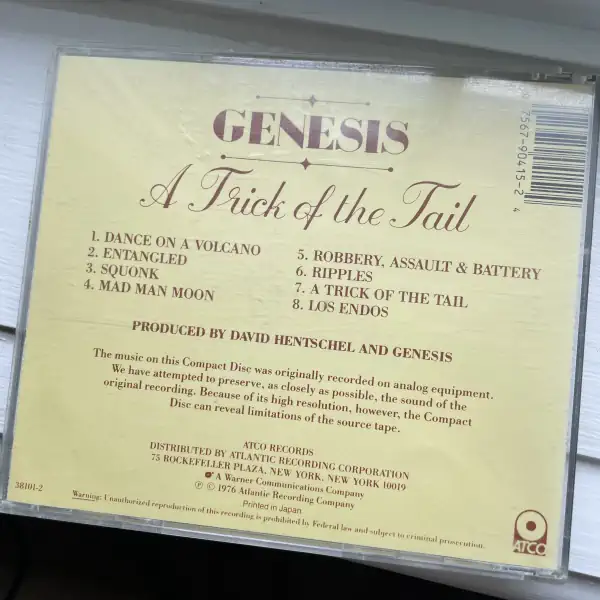 GENESIS
A Trick of the Tail
1. DANCE ON A VOLCANO
2. ENTANGLED
3. SQUONK
4. MAD MAN MOON
5. ROBBERY, ASSAULT & BATTERY
6. RIPPLES
7. A TRICK OF THE TAIL
8. LOS ENDOS
PRODUCED BY DAVID HENTSCHEL AND GENESIS
The music on this Compact Disc was originally recorded on analog equipment.
We have attempted to preserve, as closely as possible, the sound of the
original recording. Because of its high resolution, however, the Compact
Disc can reveal limitations of the source tape.
ATCO RECORDS
DISTRIBUTED BY ATLANTIC RECORDING CORPORATION
75 ROCKEFELLER PLAZA, NEW YORK, NEW YORK 10019
A Warner Communications Company
℗ © 1976 Atlantic Recording Company
Printed in Japan
38101-2
Warning: Unauthorized reproduction of this recording is prohibited by Federal law and subject to criminal prosecution.
ATCO
7567-90415-2
4